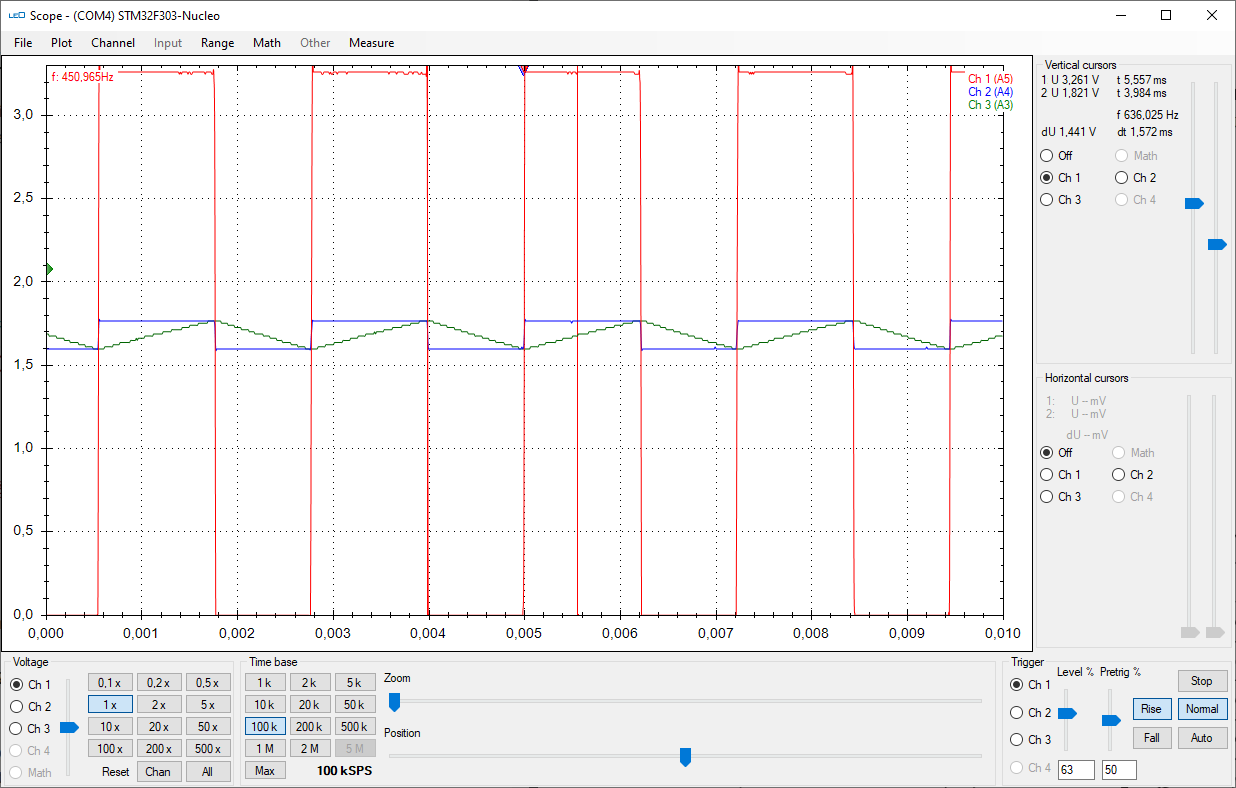 LEO Scope - (COM4) STM32F303-Nucleo
File Plot Channel Input Range Math Other Measure
f: 450,965Hz
Ch 1 (A5)
Ch 2 (A4)
Ch 3 (A3)
3,0
2,5
2,0
1,5
1,0
0,5
0,0
0,000 0,001 0,002 0,003 0,004 0,005 0,006 0,007 0,008 0,009 0,010
Vertical cursors
1 U 3,261 V t 5,557 ms
2 U 1,821 V t 3,984 ms
f 636,025 Hz
dU 1,441 V dt 1,572 ms
Off Math
Ch 1 Ch 2
Ch 3 Ch 4
Horizontal cursors
1: U -- mV
2: U -- mV
dU -- mV
Off Math
Ch 1 Ch 2
Ch 3 Ch 4
Voltage
Ch 1 0,1 x 0,2 x 0,5 x
Ch 2 1 x 2 x 5 x
Ch 3 10 x 20 x 50 x
Ch 4 100 x 200 x 500 x
Math Reset Chan All
Time base
1 k 2 k 5 k
10 k 20 k 50 k
100 k 200 k 500 k
1 M 2 M 5 M
Max 100 kSPS
Zoom
Position
Trigger
Level % Pretrig %
Ch 1 Stop
Ch 2 Rise Normal
Ch 3 Fall Auto
Ch 4 63 50